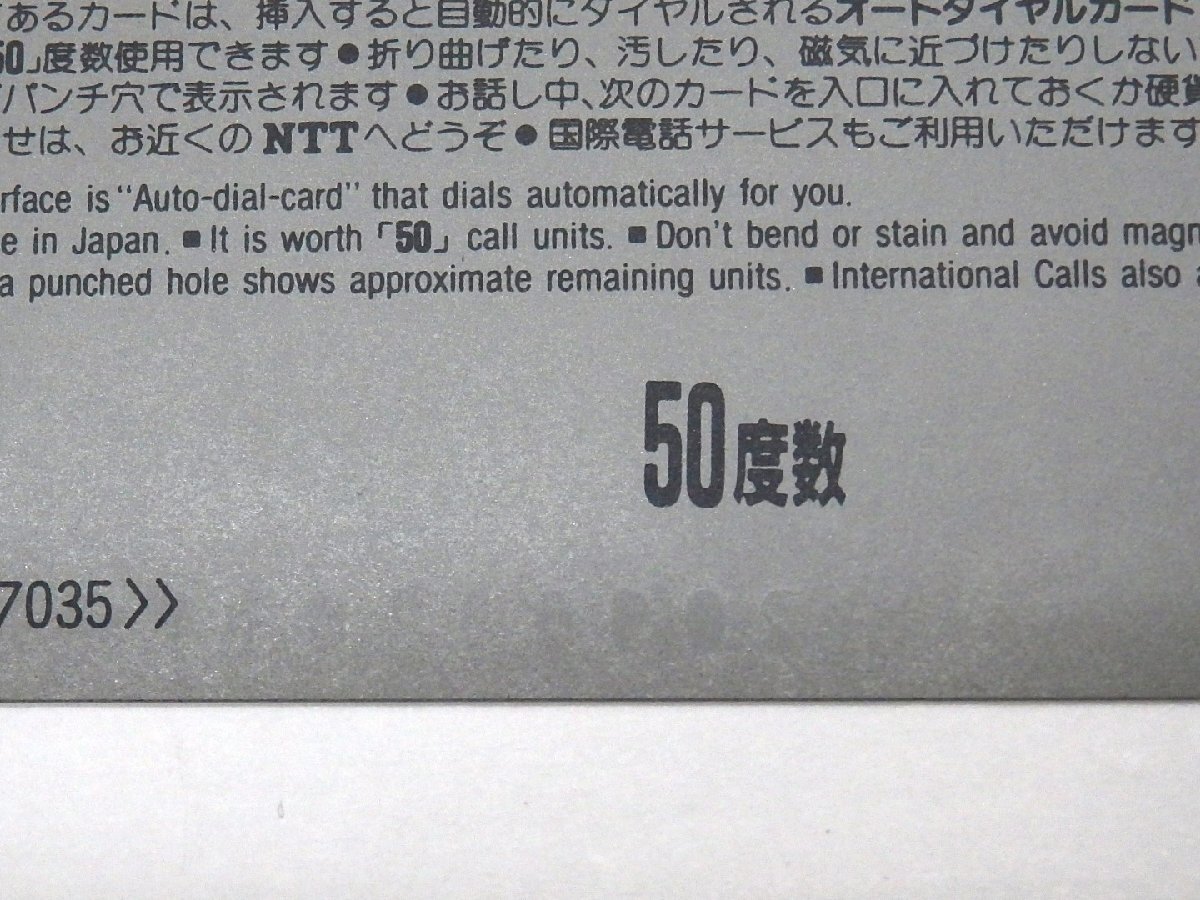 あるカードは、挿入すると自動的にダイヤルされるオートダイヤルカード
50」度数使用できます●折り曲げたり、汚したり、磁気に近づけたりしない
パンチ穴で表示されます●お話し中、次のカードを入口に入れておくか硬貨
せは、お近くのNTTへどうぞ●国際電話サービスもご利用いただけます
rface is "Auto-dial-card" that dials automatically for you.
e in Japan. ■It is worth「50」call units. ■Don't bend or stain and avoid magn
a punched hole shows approximate remaining units. ■International Calls also a
50度数
7035》